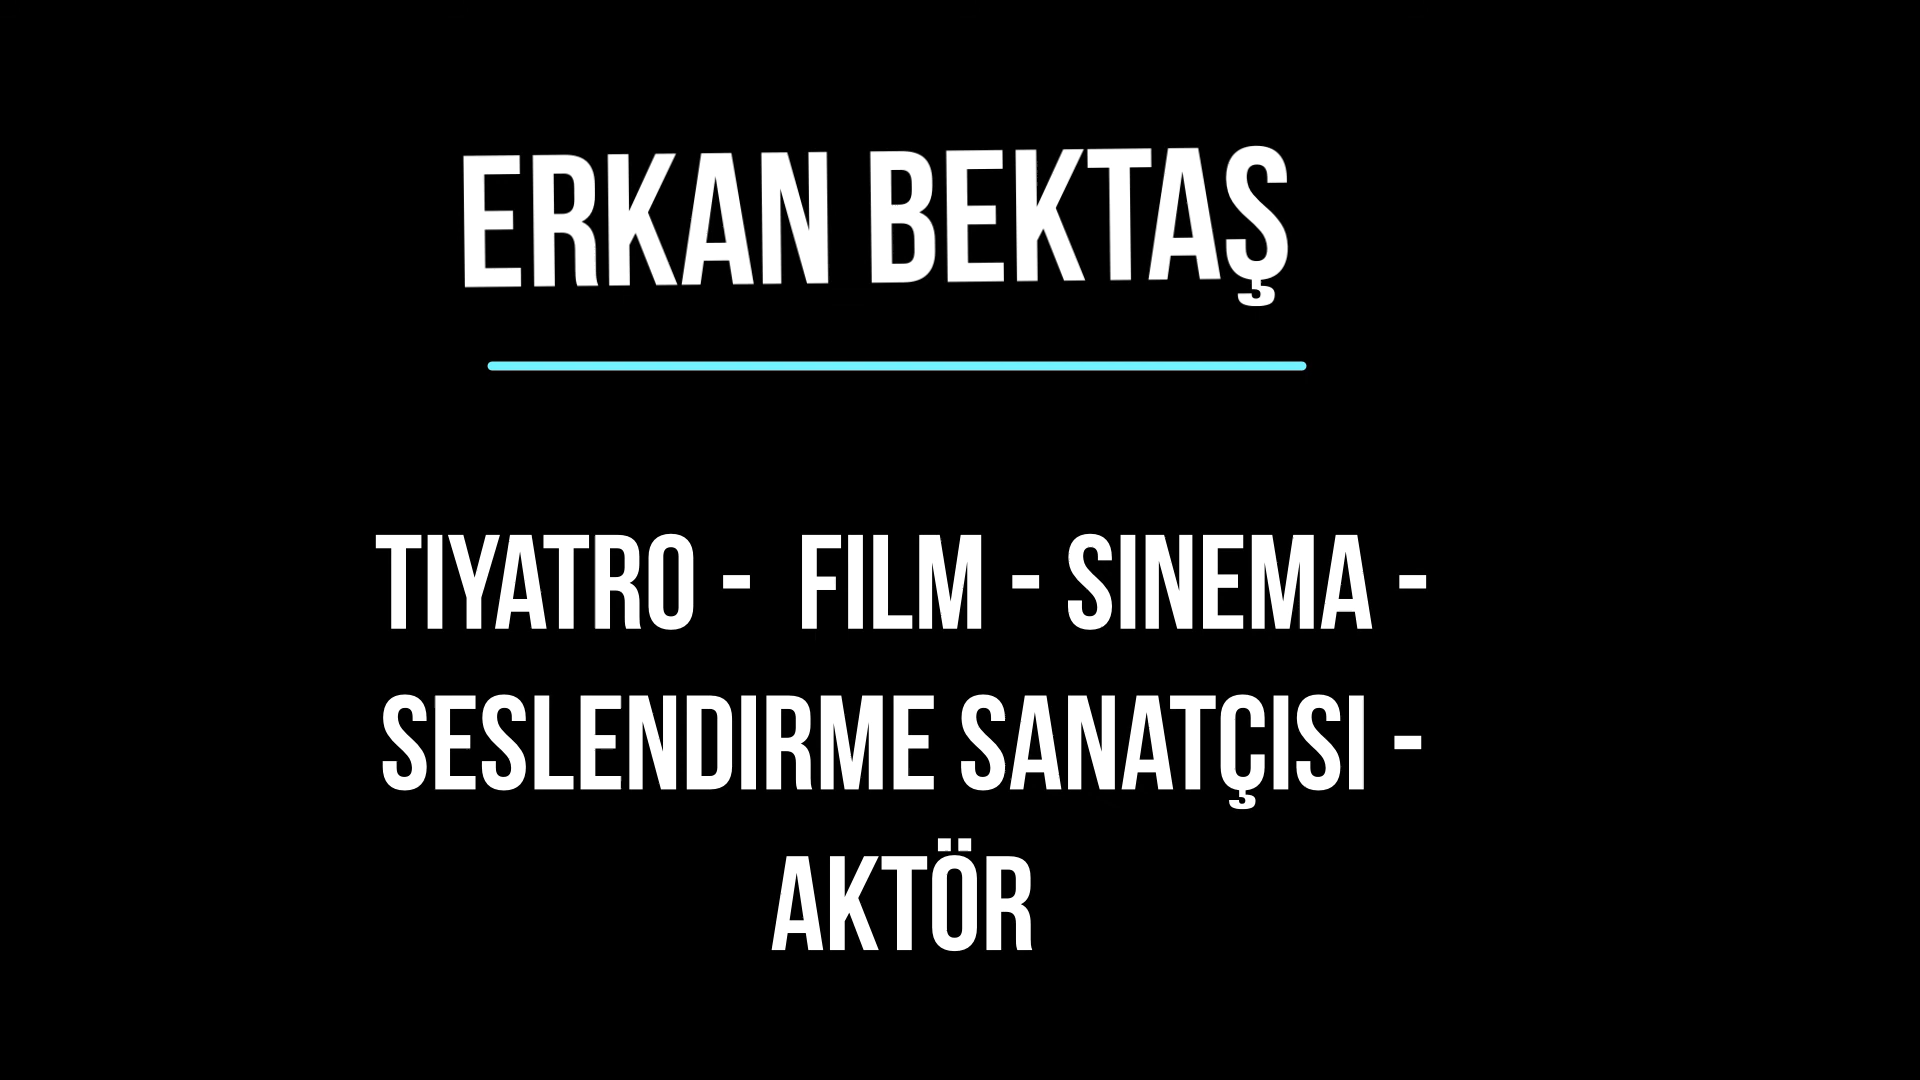 ERKAN BEKTAŞ
TIYATRO -  FILM - SINEMA -
SESLENDIRME SANATÇISI -
AKTÖR